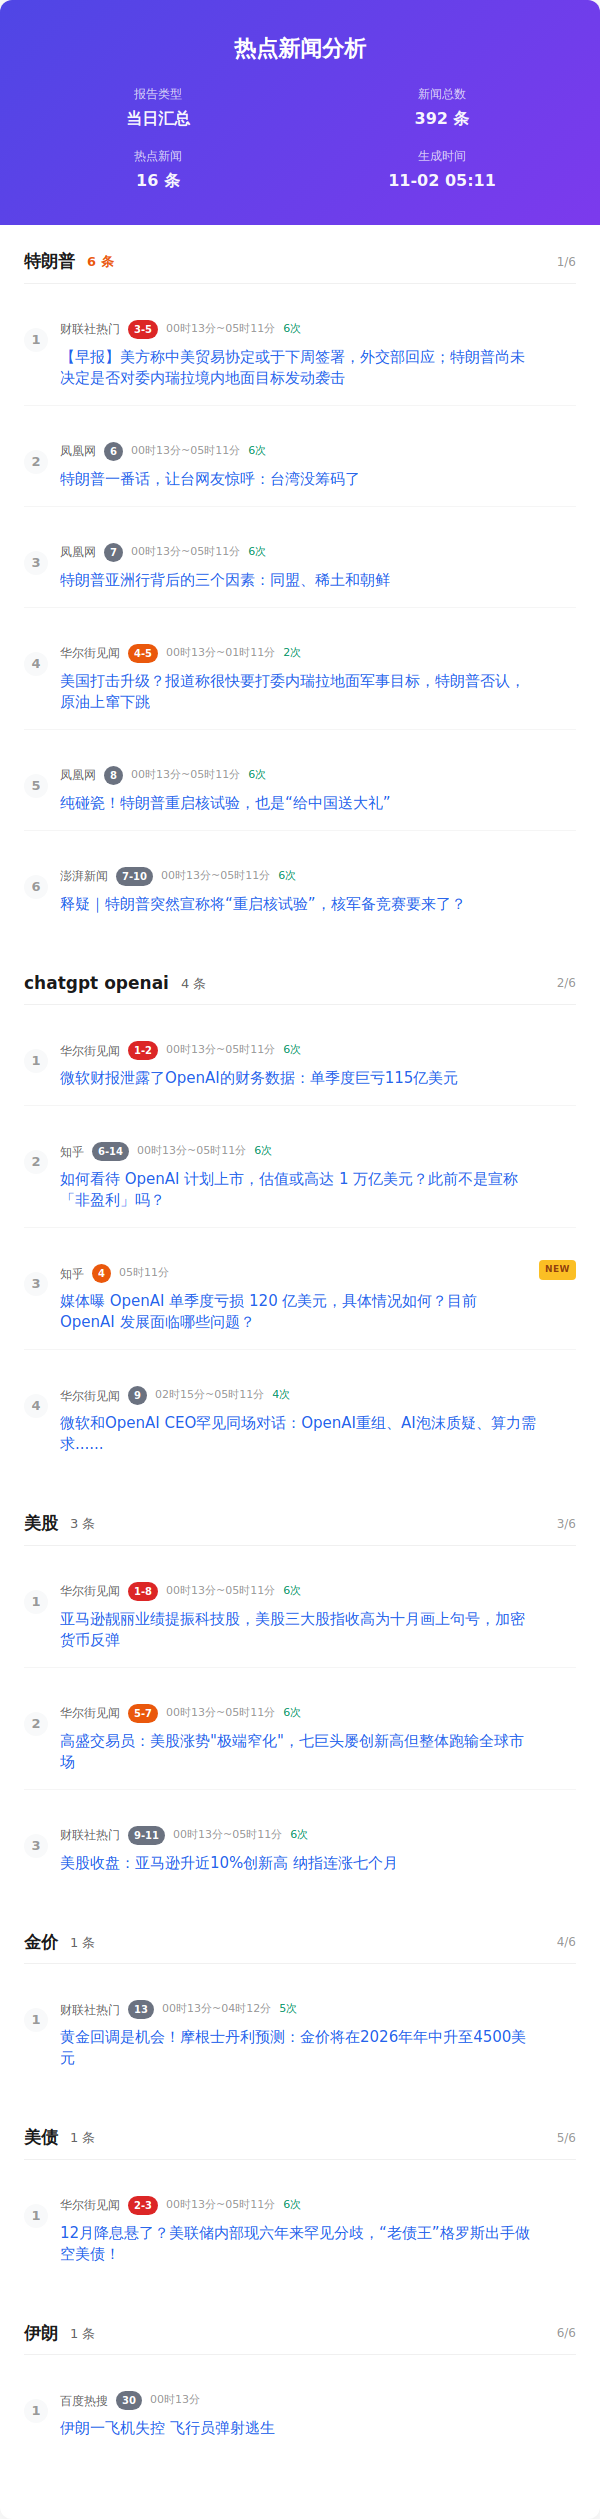 热点新闻分析
报告类型
新闻总数
当日汇总
392 条
热点新闻
生成时间
16 条
11-02 05:11
特朗普 6 条 1/6
1
财联社热门 3-5 00时13分~05时11分 6次
【早报】美方称中美贸易协定或于下周签署，外交部回应；特朗普尚未
决定是否对委内瑞拉境内地面目标发动袭击
2
凤凰网 6 00时13分~05时11分 6次
特朗普一番话，让台网友惊呼：台湾没筹码了
3
凤凰网 7 00时13分~05时11分 6次
特朗普亚洲行背后的三个因素：同盟、稀土和朝鲜
4
华尔街见闻 4-5 00时13分~01时11分 2次
美国打击升级？报道称很快要打委内瑞拉地面军事目标，特朗普否认，
原油上窜下跳
5
凤凰网 8 00时13分~05时11分 6次
纯碰瓷！特朗普重启核试验，也是“给中国送大礼”
6
澎湃新闻 7-10 00时13分~05时11分 6次
释疑｜特朗普突然宣称将“重启核试验”，核军备竞赛要来了？
chatgpt openai 4 条 2/6
1
华尔街见闻 1-2 00时13分~05时11分 6次
微软财报泄露了OpenAI的财务数据：单季度巨亏115亿美元
2
知乎 6-14 00时13分~05时11分 6次
如何看待 OpenAI 计划上市，估值或高达 1 万亿美元？此前不是宣称
「非盈利」吗？
3
知乎 4 05时11分 NEW
媒体曝 OpenAI 单季度亏损 120 亿美元，具体情况如何？目前
OpenAI 发展面临哪些问题？
4
华尔街见闻 9 02时15分~05时11分 4次
微软和OpenAI CEO罕见同场对话：OpenAI重组、AI泡沫质疑、算力需
求……
美股 3 条 3/6
1
华尔街见闻 1-8 00时13分~05时11分 6次
亚马逊靓丽业绩提振科技股，美股三大股指收高为十月画上句号，加密
货币反弹
2
华尔街见闻 5-7 00时13分~05时11分 6次
高盛交易员：美股涨势"极端窄化"，七巨头屡创新高但整体跑输全球市
场
3
财联社热门 9-11 00时13分~05时11分 6次
美股收盘：亚马逊升近10%创新高 纳指连涨七个月
金价 1 条 4/6
1
财联社热门 13 00时13分~04时12分 5次
黄金回调是机会！摩根士丹利预测：金价将在2026年年中升至4500美
元
美债 1 条 5/6
1
华尔街见闻 2-3 00时13分~05时11分 6次
12月降息悬了？美联储内部现六年来罕见分歧，“老债王”格罗斯出手做
空美债！
伊朗 1 条 6/6
1
百度热搜 30 00时13分
伊朗一飞机失控 飞行员弹射逃生